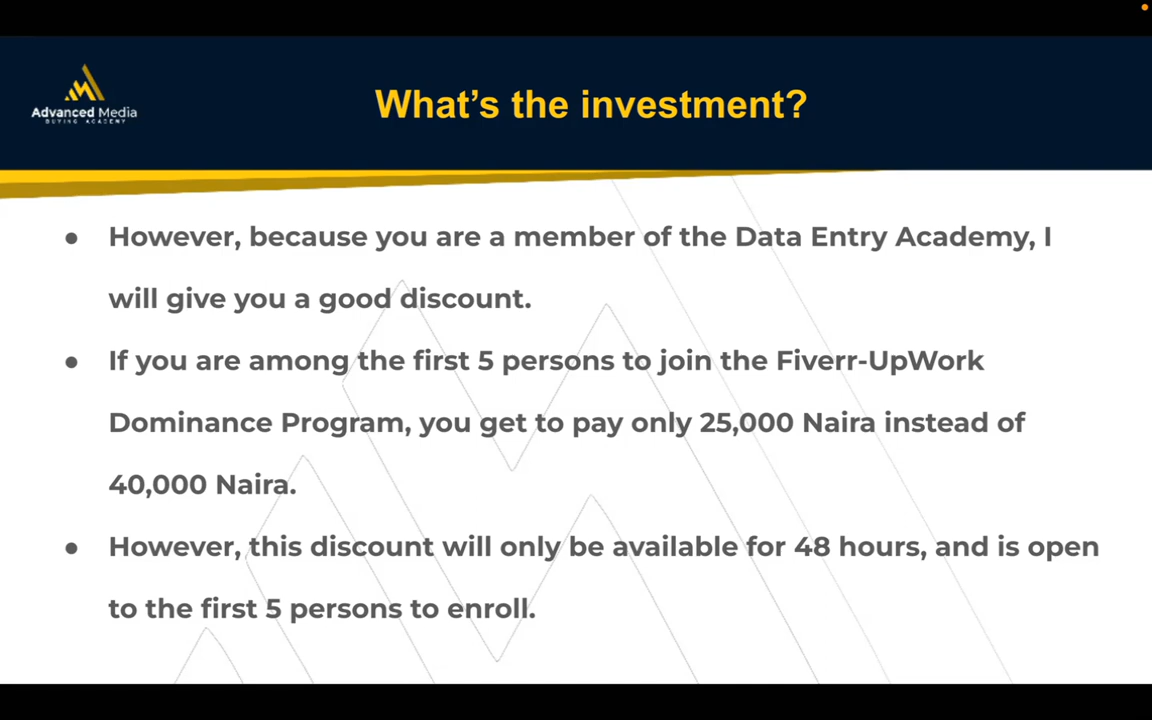 Advanced Media
BUYING ACADEMY
What's the investment?
● However, because you are a member of the Data Entry Academy, I
will give you a good discount.
● If you are among the first 5 persons to join the Fiverr-UpWork
Dominance Program, you get to pay only 25,000 Naira instead of
40,000 Naira.
● However, this discount will only be available for 48 hours, and is open
to the first 5 persons to enroll.